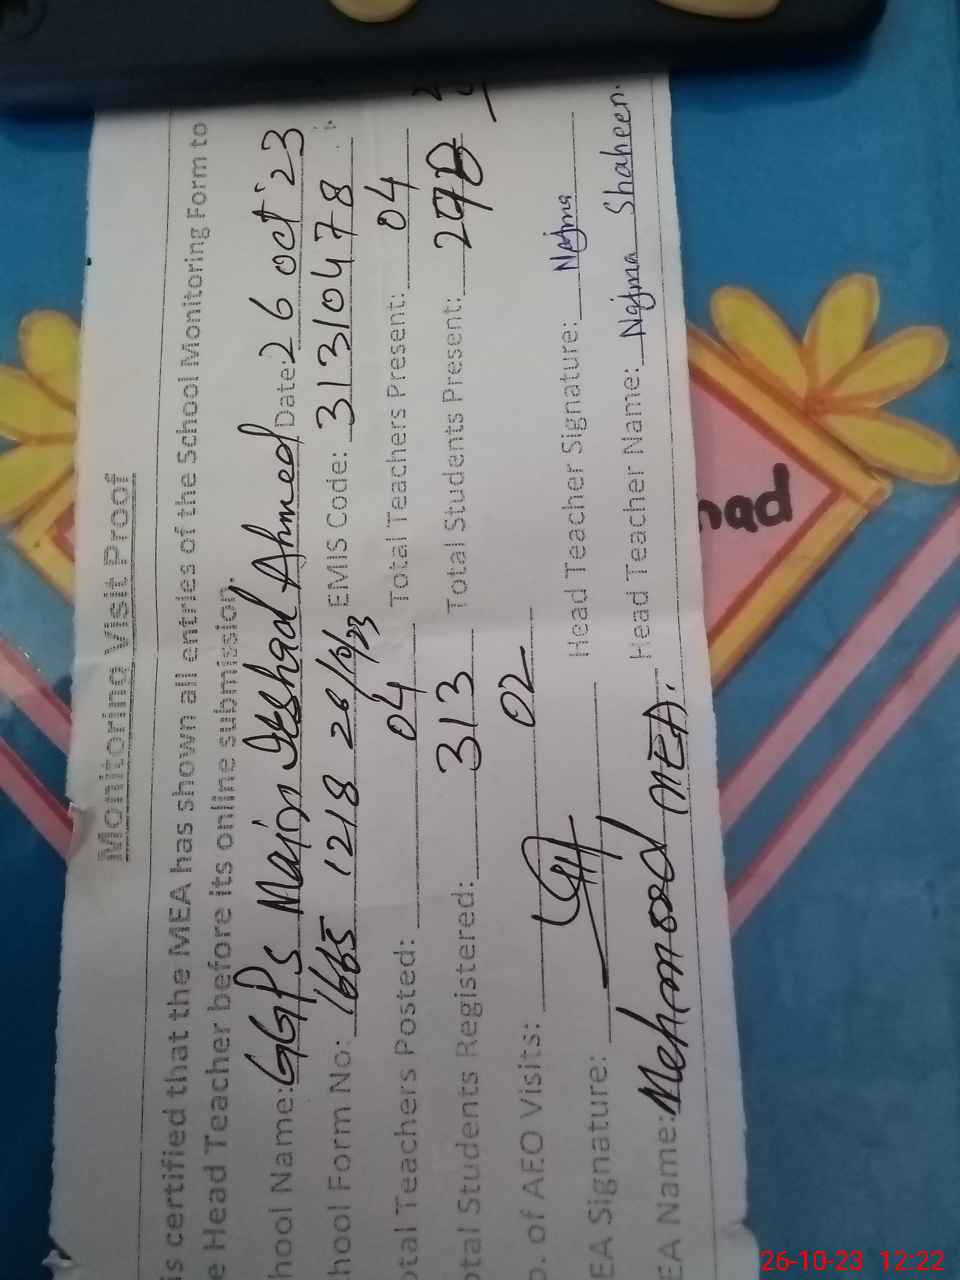 Monitoring Visit Proof
is certified that the MEA has shown all entries of the School Monitoring Form to
e Head Teacher before its online submission.
hool Name: GGPS Main Irshad Ahmed Date: 26 oct '23
hool Form No: 1665 1218 26/10/23 EMIS Code: 31310478
otal Teachers Posted: 04 Total Teachers Present: 04
otal Students Registered: 313 Total Students Present:
o. of AEO Visits: 02
EA Signature: Head Teacher Signature: Najma
EA Name: Mehmood MEA. Head Teacher Name: Najma Shaheen.
26-10-23 12:22